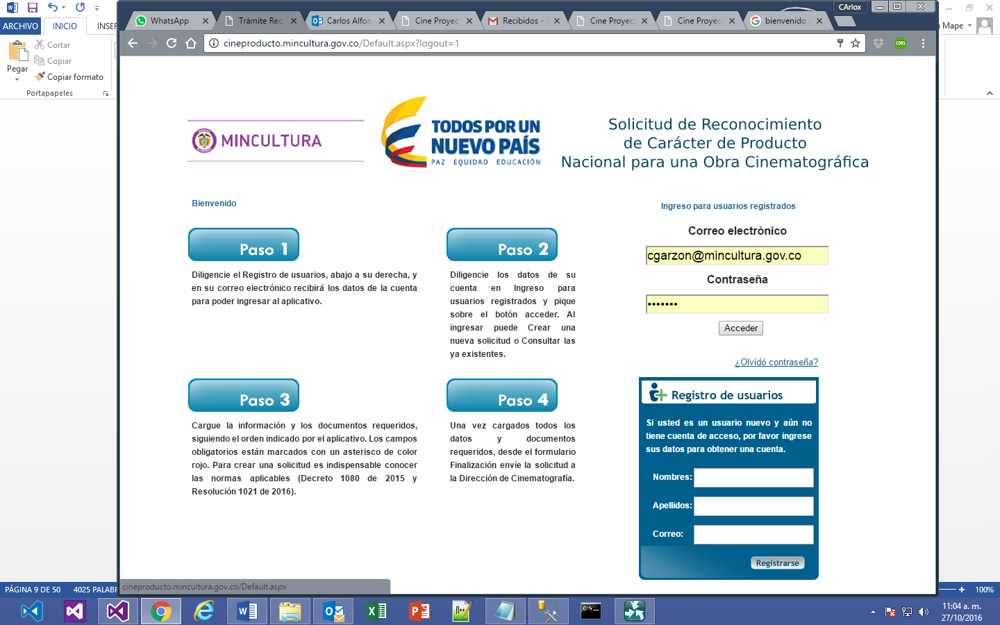 CArlox
WhatsApp
Trámite Reco
Carlos Alfon
Cine Proyect
Recibidos -
Cine Proyect
Cine Proyect
bienvenido
ARCHIVO
INICIO
INSER
Mape
cineproducto.mincultura.gov.co/Default.aspx?logout=1
CORS
Pegar
Cortar
Copiar
Copiar formato
Portapapeles
MINCULTURA
TODOS POR UN
NUEVO PAÍS
PAZ EQUIDAD EDUCACIÓN
Solicitud de Reconocimiento
de Carácter de Producto
Nacional para una Obra Cinematográfica
Bienvenido
Paso 1
Diligencie el Registro de usuarios, abajo a su derecha, y
en su correo electrónico recibirá los datos de la cuenta
para poder ingresar al aplicativo.
Paso 2
Diligencie los datos de su
cuenta en Ingreso para
usuarios registrados y pique
sobre el botón acceder. Al
ingresar puede Crear una
nueva solicitud o Consultar las
ya existentes.
Paso 3
Cargue la información y los documentos requeridos,
siguiendo el orden indicado por el aplicativo. Los campos
obligatorios están marcados con un asterisco de color
rojo. Para crear una solicitud es indispensable conocer
las normas aplicables (Decreto 1080 de 2015 y
Resolución 1021 de 2016).
Paso 4
Una vez cargados todos los
datos y documentos
requeridos, desde el formulario
Finalización envíe la solicitud a
la Dirección de Cinematografía.
Ingreso para usuarios registrados
Correo electrónico
cgarzon@mincultura.gov.co
Contraseña
•••••••
Acceder
¿Olvidó contraseña?
Registro de usuarios
Si usted es un usuario nuevo y aún no
tiene cuenta de acceso, por favor ingrese
sus datos para obtener una cuenta.
Nombres:
Apellidos:
Correo:
Registrarse
cineproducto.mincultura.gov.co/Default.aspx
PÁGINA 9 DE 50
4025 PALABR
100%
11:04 a. m.
27/10/2016